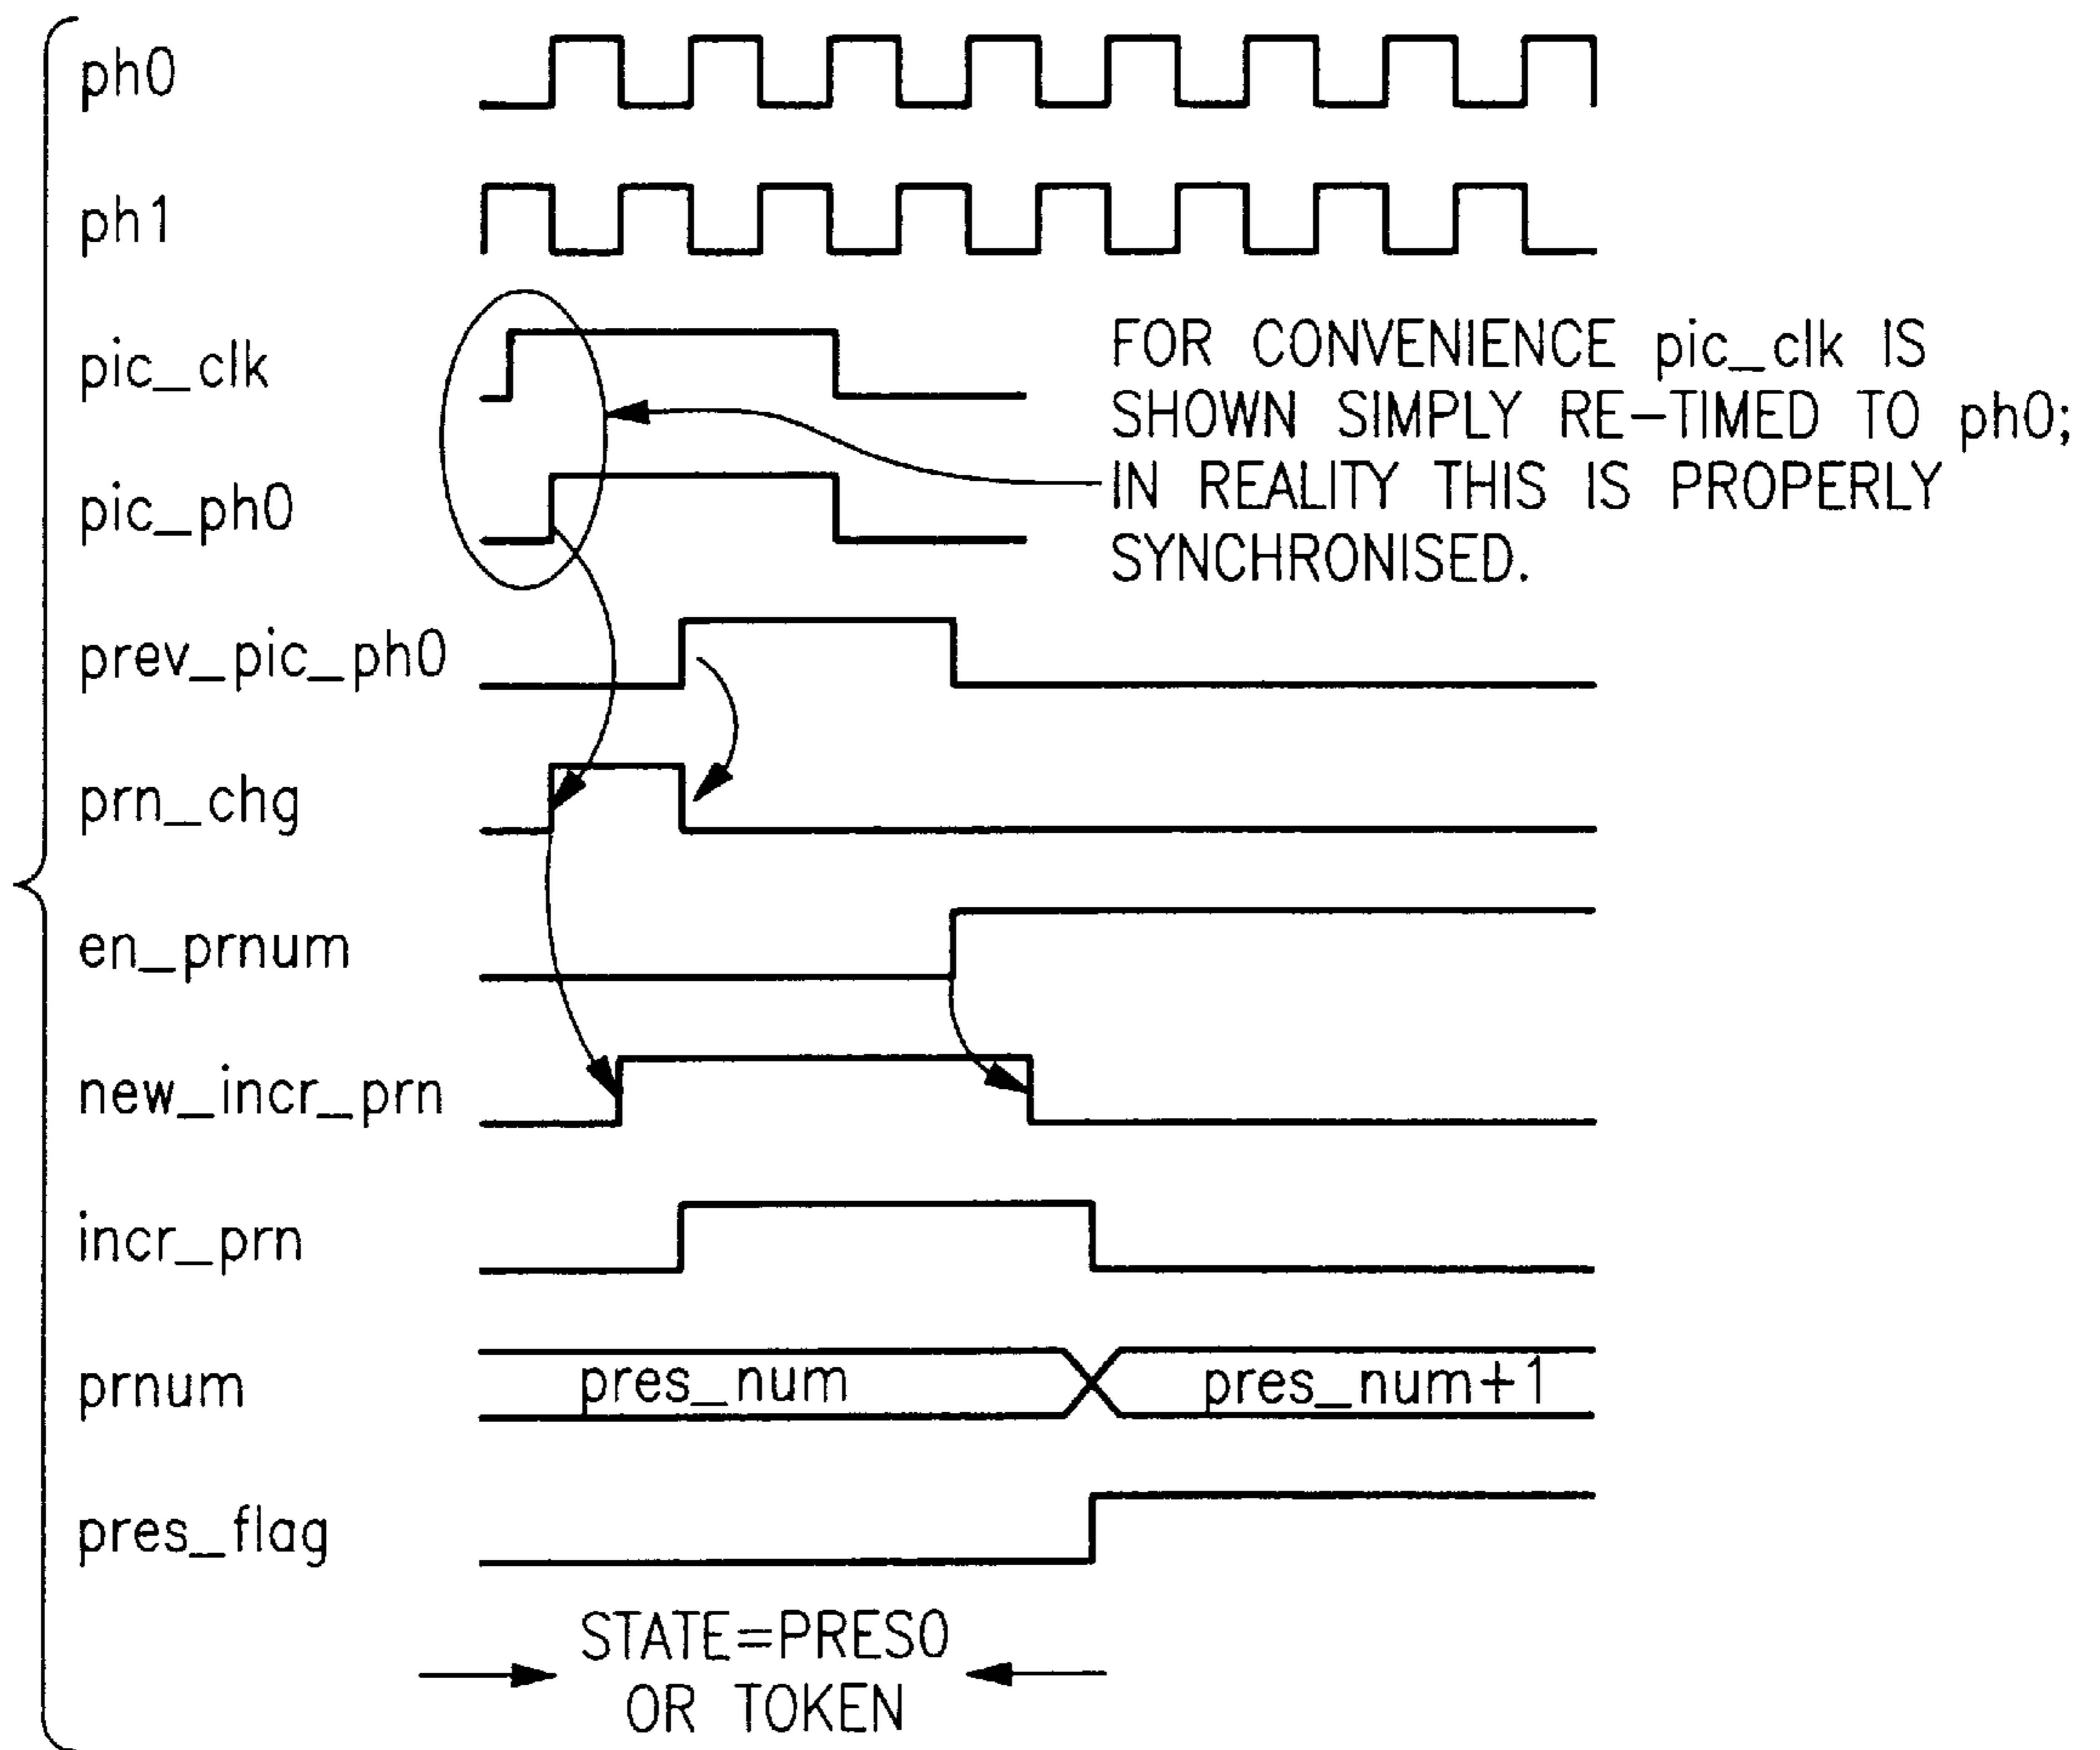 ph0
ph1
pic_clk
FOR CONVENIENCE pic_clk IS
SHOWN SIMPLY RE-TIMED TO ph0;
IN REALITY THIS IS PROPERLY
SYNCHRONISED.
pic_ph0
prev_pic_ph0
prn_chg
en_prnum
new_incr_prn
incr_prn
prnum
pres_num
pres_num+1
pres_flag
STATE=PRES0
OR TOKEN